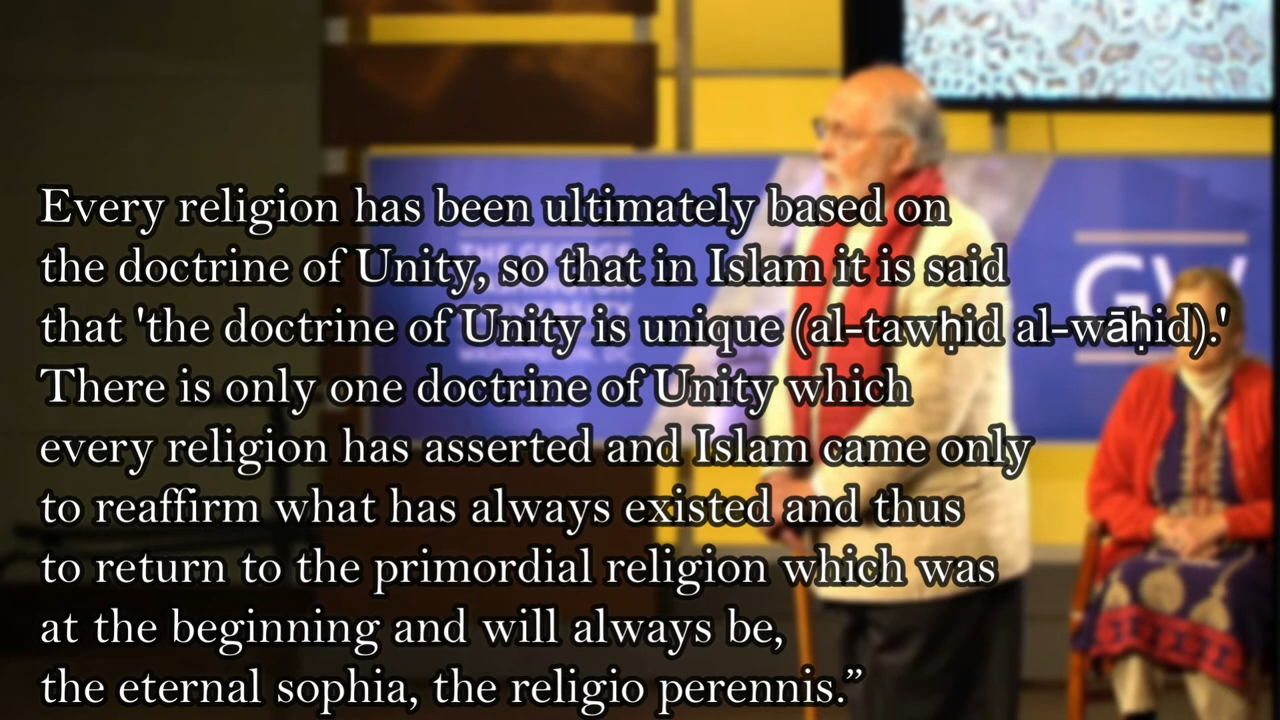 Every religion has been ultimately based on
the doctrine of Unity, so that in Islam it is said
that 'the doctrine of Unity is unique (al-tawḥid al-wāḥid).'
There is only one doctrine of Unity which
every religion has asserted and Islam came only
to reaffirm what has always existed and thus
to return to the primordial religion which was
at the beginning and will always be,
the eternal sophia, the religio perennis.”
GW